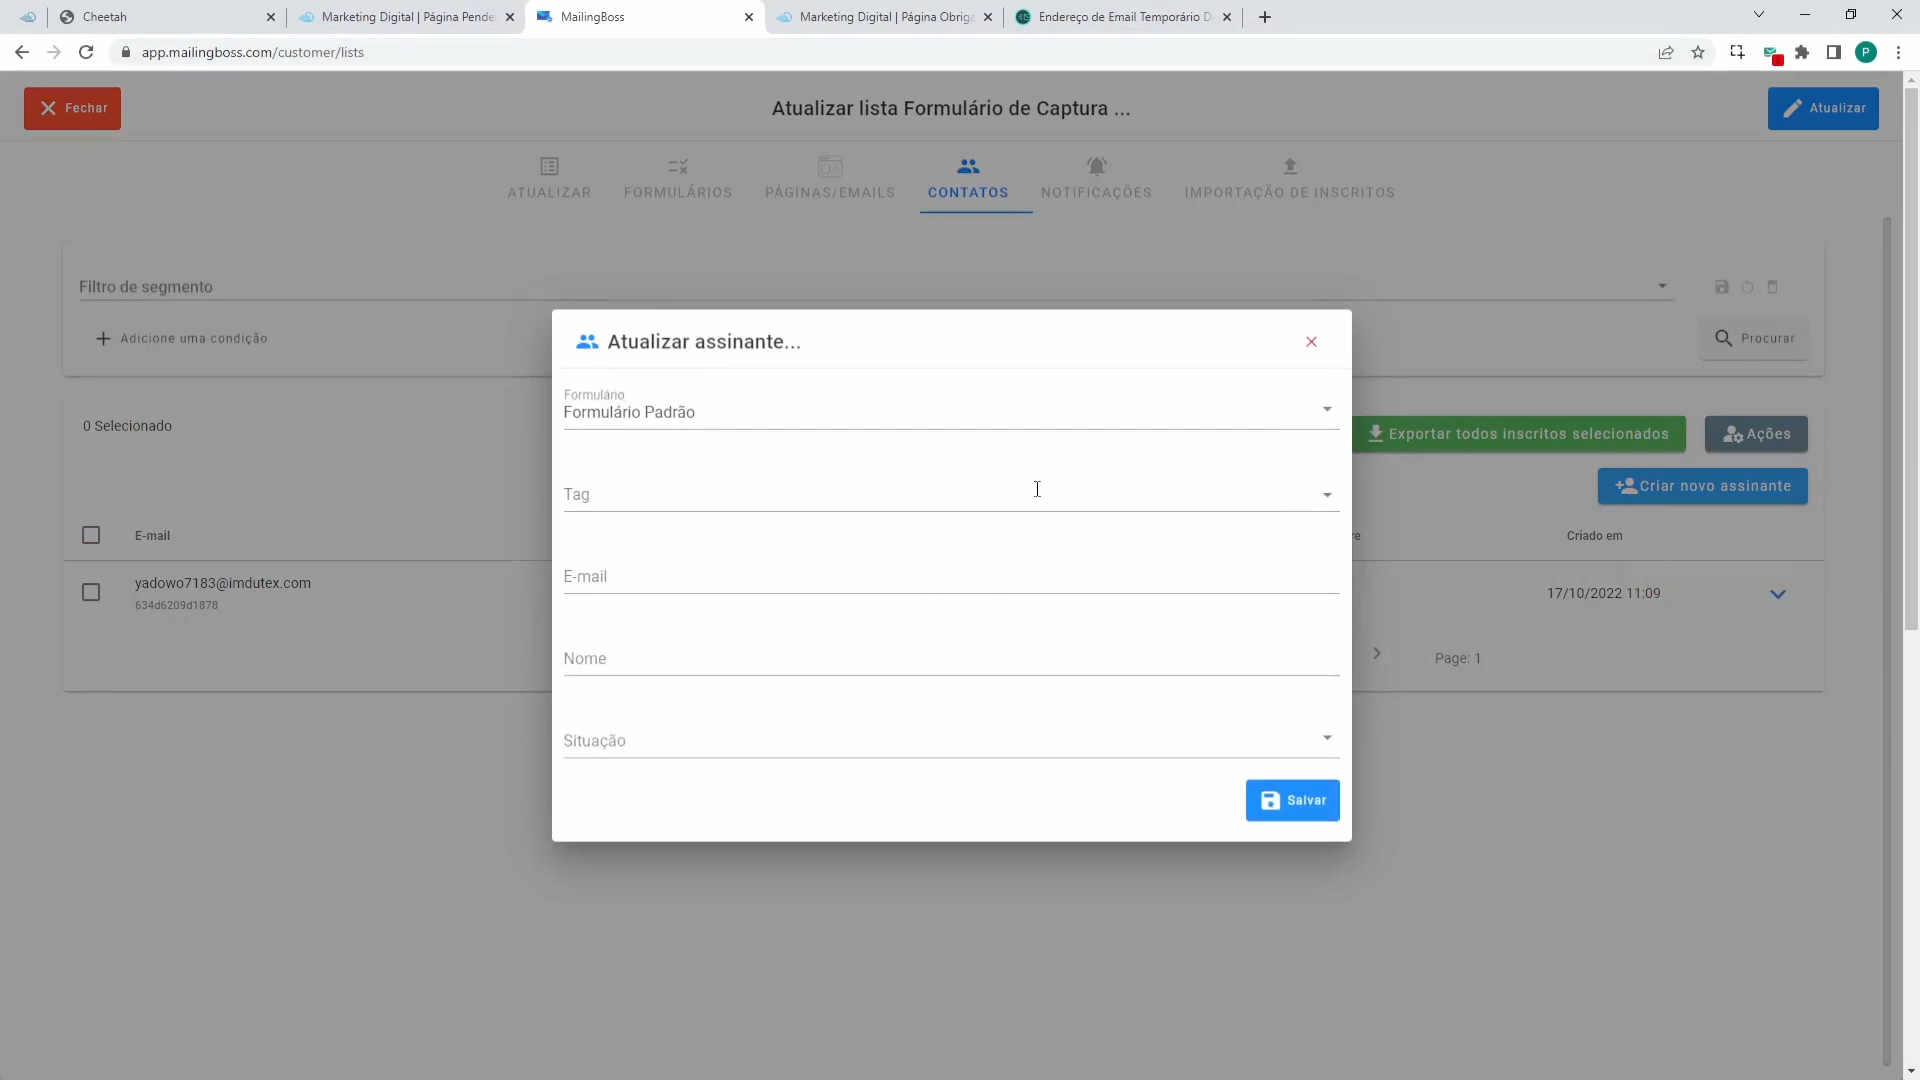 Cheetah
Marketing Digital | Página Pende
MailingBoss
Marketing Digital | Página Obriga
Endereço de Email Temporário D
app.mailingboss.com/customer/lists
P
Fechar
Atualizar lista Formulário de Captura ...
Atualizar
ATUALIZAR
FORMULÁRIOS
PÁGINAS/EMAILS
CONTATOS
NOTIFICAÇÕES
IMPORTAÇÃO DE INSCRITOS
Filtro de segmento
Adicione uma condição
Procurar
Atualizar assinante...
Formulário
Formulário Padrão
0 Selecionado
Exportar todos inscritos selecionados
Ações
Tag
Criar novo assinante
E-mail
re
Criado em
E-mail
yadowo7183@imdutex.com
634d6209d1878
17/10/2022 11:09
Nome
Page: 1
Situação
Salvar